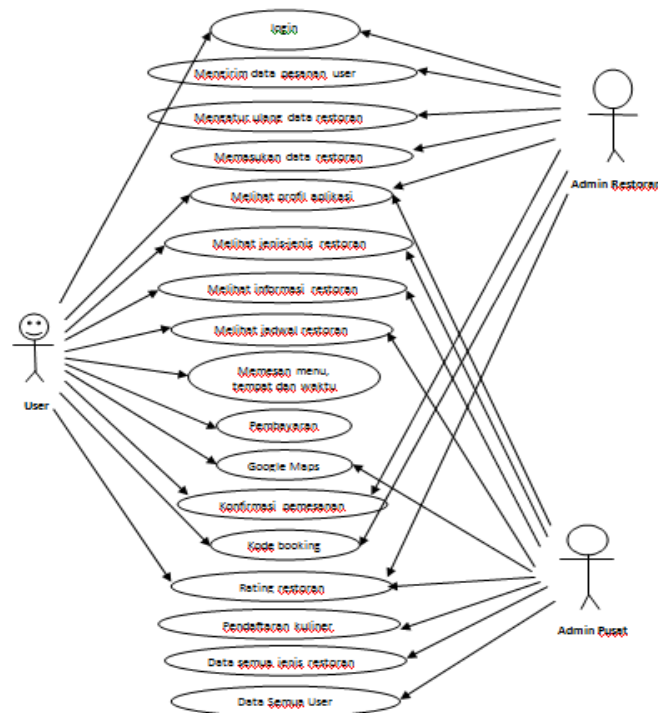 login
Mengirim data pesanan user
Mengatur ulang data restoran
Memasukan data restoran
Admin Restoran
Melihat profil aplikasi
Melihat jenis-jenis restoran
Melihat informasi restoran
Melihat jadwal restoran
Memesan menu,
tempat dan waktu
User
Pembayaran
Google Maps
Konfirmasi pemesanan
Kode booking
Rating restoran
Pendaftaran kuliner
Admin Pusat
Data semua jenis restoran
Data Semua User